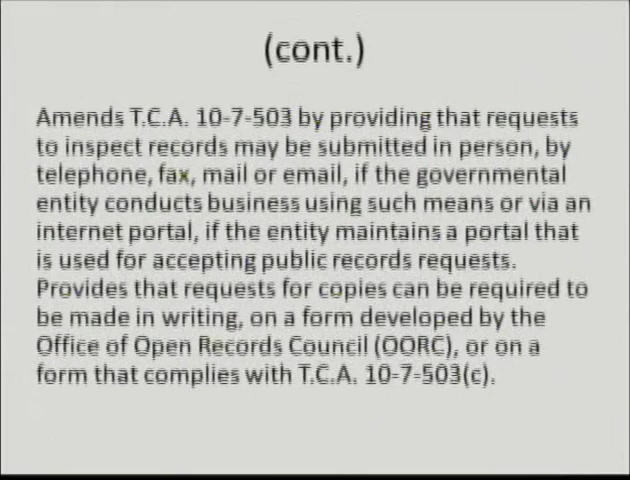 (cont.)
Amends T.C.A. 10-7-503 by providing that requests
to inspect records may be submitted in person, by
telephone, fax, mail or email, if the governmental
entity conducts business using such means or via an
internet portal, if the entity maintains a portal that
is used for accepting public records requests.
Provides that requests for copies can be required to
be made in writing, on a form developed by the
Office of Open Records Council (OORC), or on a
form that complies with T.C.A. 10-7-503(c).